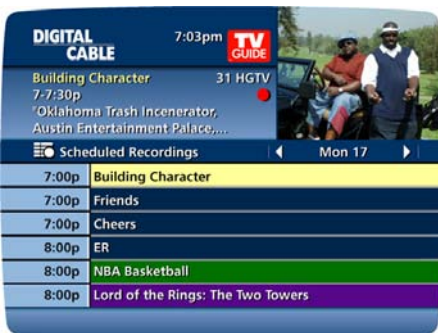 DIGITAL
CABLE
7:03pm
TV
GUIDE
Building Character 31 HGTV
7-7:30p
"Oklahoma Trash Incenerator,
Austin Entertainment Palace,...
Scheduled Recordings Mon 17
7:00p Building Character
7:00p Friends
7:00p Cheers
8:00p ER
8:00p NBA Basketball
8:00p Lord of the Rings: The Two Towers